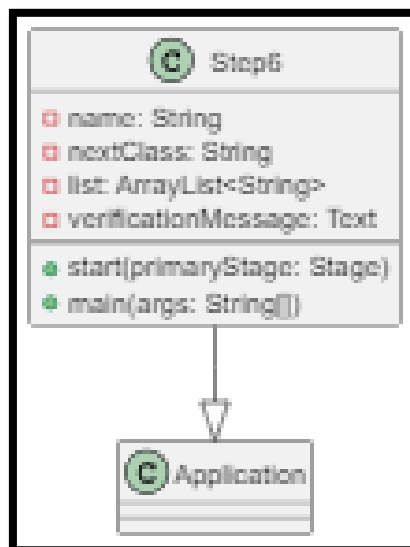 C Step6
name: String
nextClass: String
list: ArrayList<String>
verificationMessage: Text
start(primaryStage: Stage)
main(args: String[])
C Application